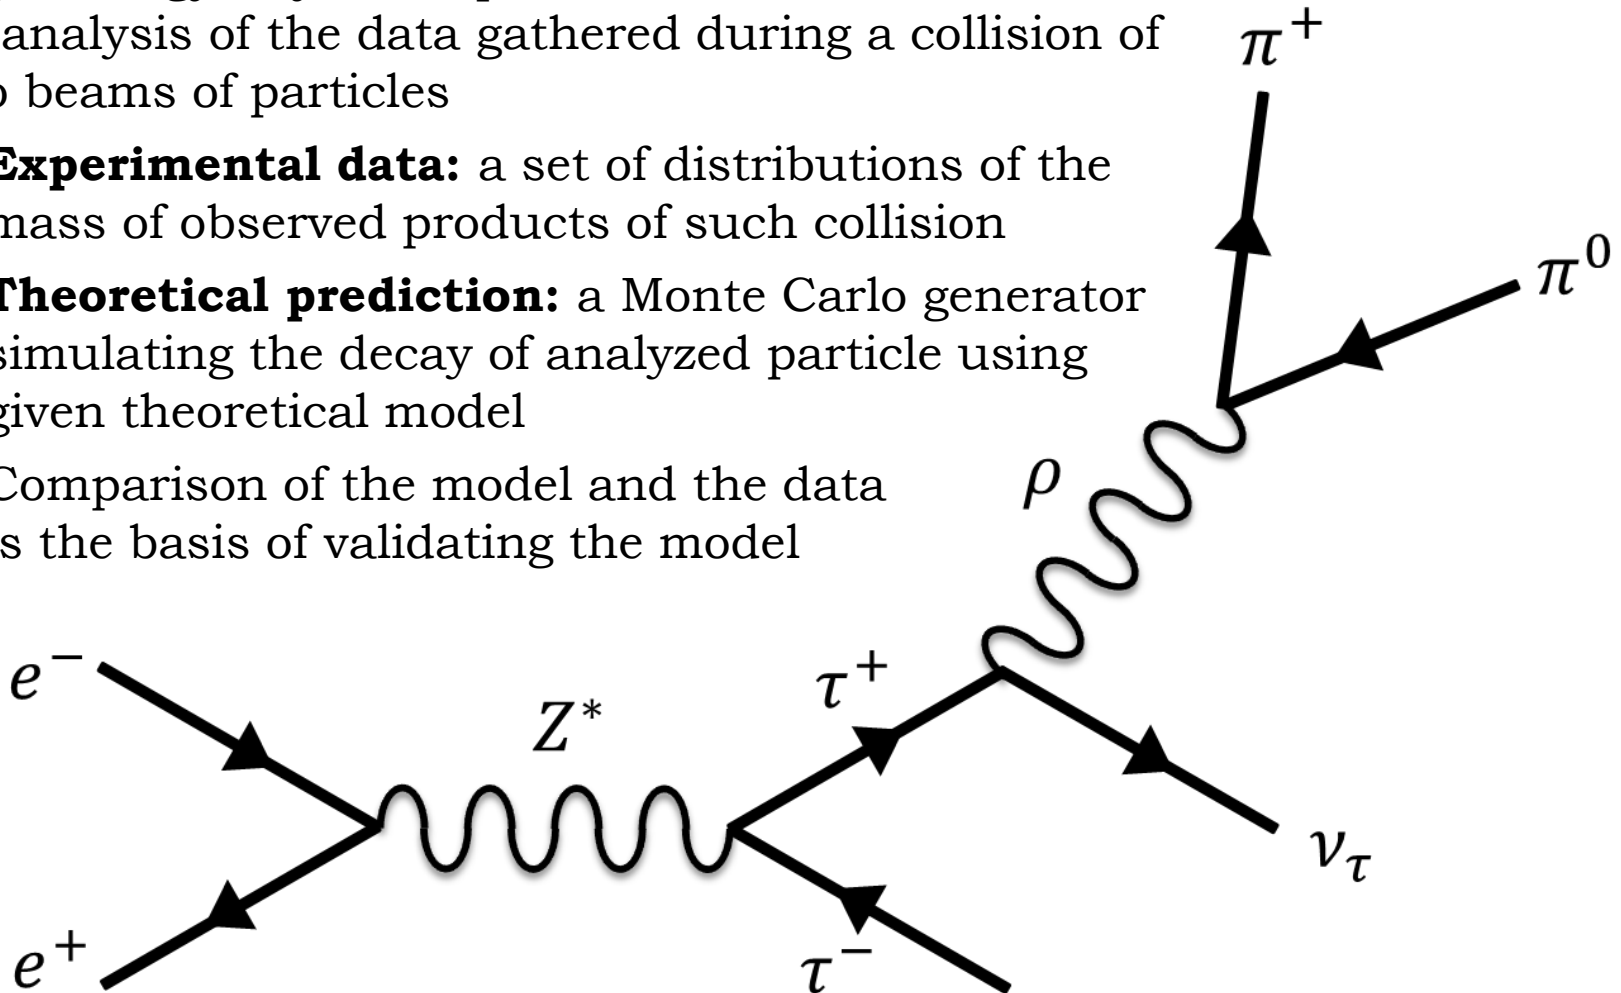 analysis of the data gathered during a collision of
beams of particles
Experimental data: a set of distributions of the
mass of observed products of such collision
Theoretical prediction: a Monte Carlo generator
simulating the decay of analyzed particle using
given theoretical model
Comparison of the model and the data
s the basis of validating the model
π⁺
π⁰
ρ
e⁻
Z*
τ⁺
ν_τ
e⁺
τ⁻